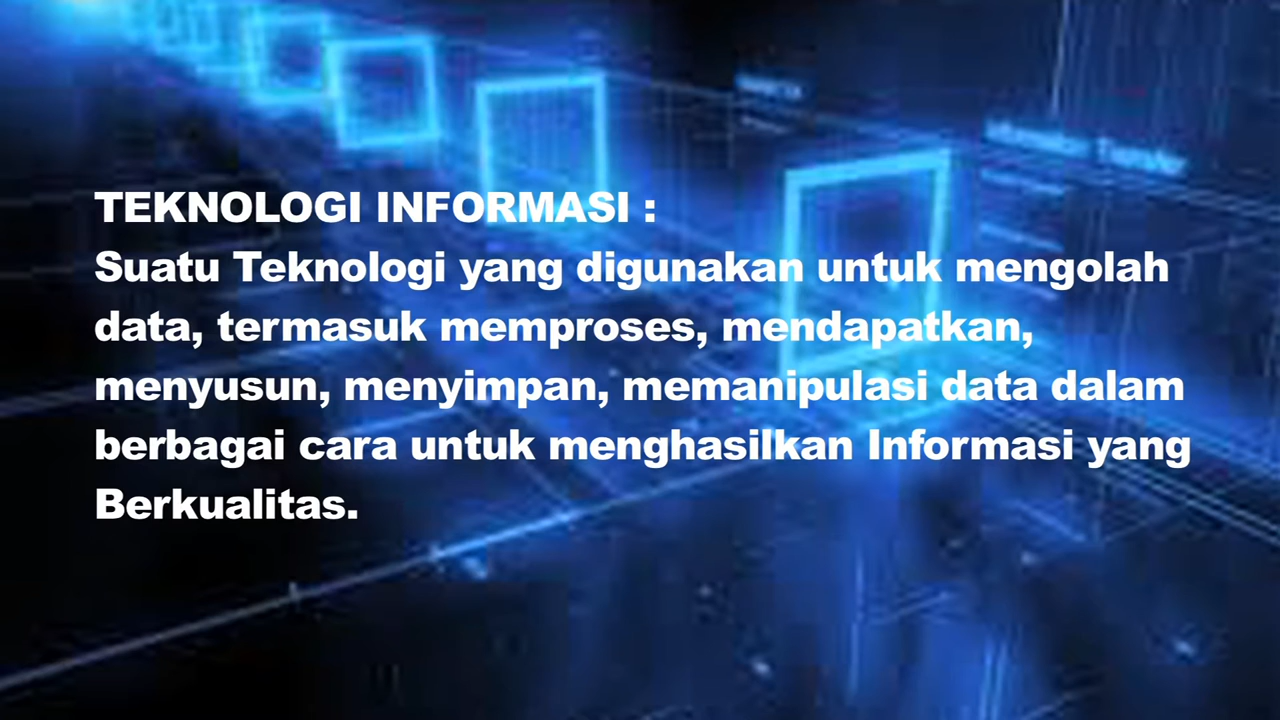 TEKNOLOGI INFORMASI :
Suatu Teknologi yang digunakan untuk mengolah
data, termasuk memproses, mendapatkan,
menyusun, menyimpan, memanipulasi data dalam
berbagai cara untuk menghasilkan Informasi yang
Berkualitas.